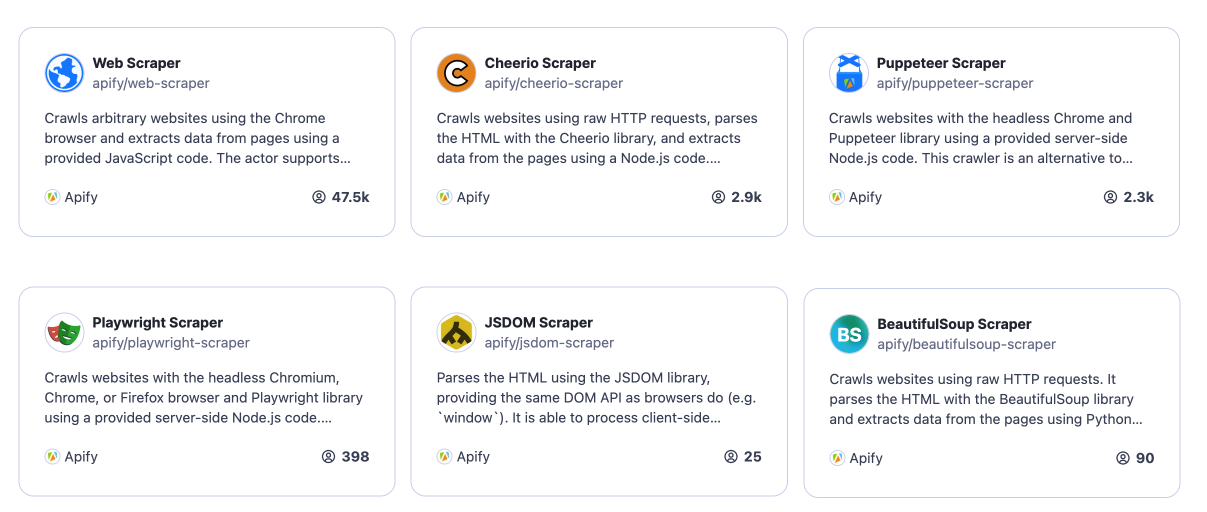 Web Scraper
apify/web-scraper
Crawls arbitrary websites using the Chrome
browser and extracts data from pages using a
provided JavaScript code. The actor supports...
Apify
47.5k
C
Cheerio Scraper
apify/cheerio-scraper
Crawls websites using raw HTTP requests, parses
the HTML with the Cheerio library, and extracts
data from the pages using a Node.js code....
Apify
2.9k
Puppeteer Scraper
apify/puppeteer-scraper
Crawls websites with the headless Chrome and
Puppeteer library using a provided server-side
Node.js code. This crawler is an alternative to...
Apify
2.3k
Playwright Scraper
apify/playwright-scraper
Crawls websites with the headless Chromium,
Chrome, or Firefox browser and Playwright library
using a provided server-side Node.js code....
Apify
398
JSDOM Scraper
apify/jsdom-scraper
Parses the HTML using the JSDOM library,
providing the same DOM API as browsers do (e.g.
`window`). It is able to process client-side...
Apify
25
BS
BeautifulSoup Scraper
apify/beautifulsoup-scraper
Crawls websites using raw HTTP requests. It
parses the HTML with the BeautifulSoup library
and extracts data from the pages using Python...
Apify
90